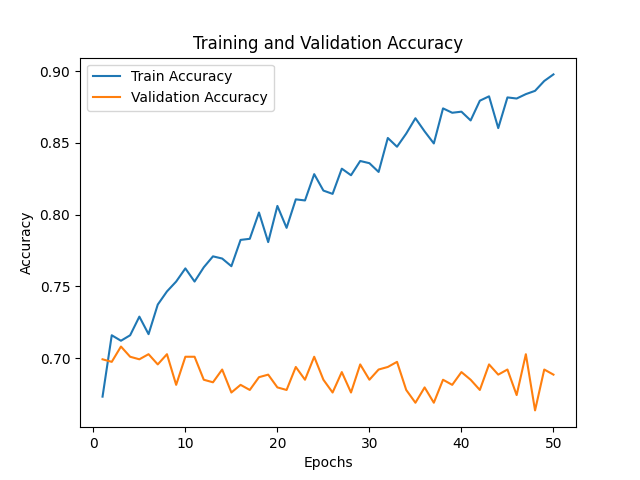 Training and Validation Accuracy
Train Accuracy
Validation Accuracy
0.90
0.85
0.80
0.75
0.70
Accuracy
0
10
20
30
40
50
Epochs